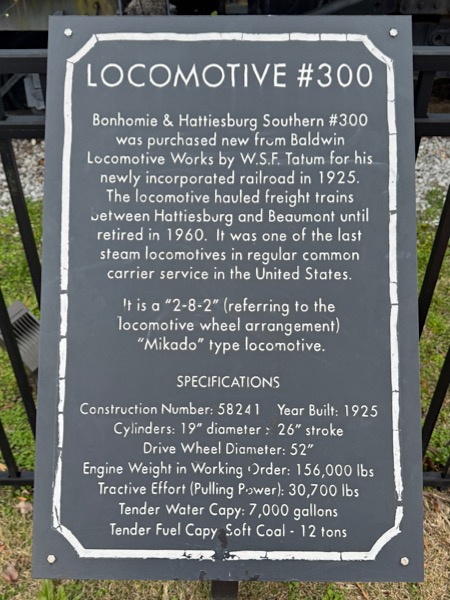 LOCOMOTIVE #300
Bonhomie & Hattiesburg Southern #300
was purchased new from Baldwin
Locomotive Works by W.S.F. Tatum for his
newly incorporated railroad in 1925.
The locomotive hauled freight trains
between Hattiesburg and Beaumont until
retired in 1960. It was one of the last
steam locomotives in regular common
carrier service in the United States.
It is a "2-8-2" (referring to the
locomotive wheel arrangement)
"Mikado" type locomotive.
SPECIFICATIONS
Construction Number: 58241 Year Built: 1925
Cylinders: 19" diameter x 26" stroke
Drive Wheel Diameter: 52"
Engine Weight in Working Order: 156,000 lbs
Tractive Effort (Pulling Power): 30,700 lbs
Tender Water Capy: 7,000 gallons
Tender Fuel Capy Soft Coal - 12 tons